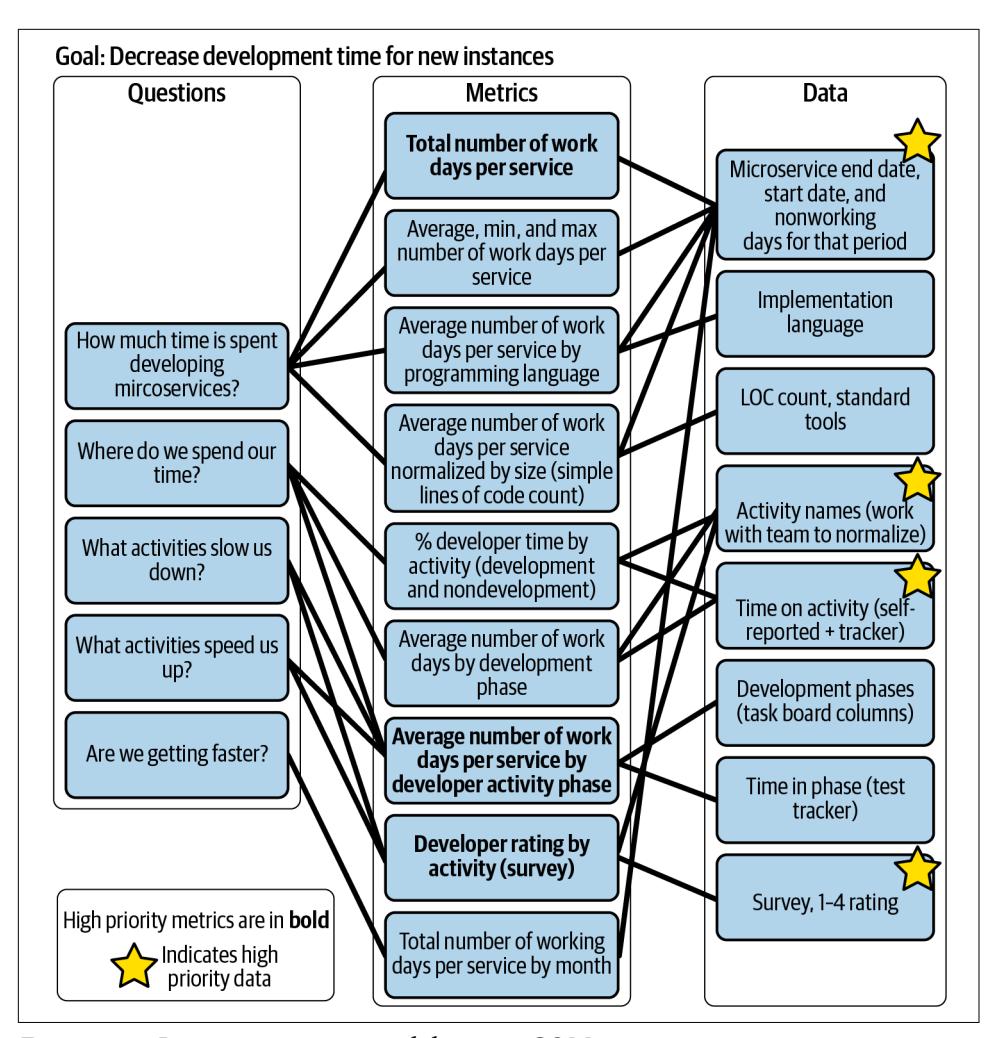 Goal: Decrease development time for new instances
Questions
How much time is spent
developing
mircoservices?
Where do we spend our
time?
What activities slow us
down?
What activities speed us
up?
Are we getting faster?
High priority metrics are in bold
Indicates high
priority data
Metrics
Total number of work
days per service
Average, min, and max
number of work days per
service
Average number of work
days per service by
programming language
Average number of work
days per service
normalized by size (simple
lines of code count)
% developer time by
activity (development
and nondevelopment)
Average number of work
days by development
phase
Average number of work
days per service by
developer activity phase
Developer rating by
activity (survey)
Total number of working
days per service by month
Data
Microservice end date,
start date, and
nonworking
days for that period
Implementation
language
LOC count, standard
tools
Activity names (work
with team to normalize)
Time on activity (self-
reported + tracker)
Development phases
(task board columns)
Time in phase (test
tracker)
Survey, 1–4 rating